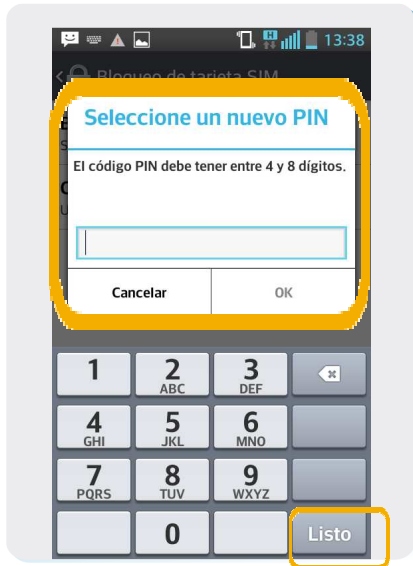 H 13:38
Bloqueo de tarjeta SIM
Seleccione un nuevo PIN
El código PIN debe tener entre 4 y 8 dígitos.
Cancelar OK
1 2 ABC 3 DEF
4 GHI 5 JKL 6 MNO
7 PQRS 8 TUV 9 WXYZ
0 Listo